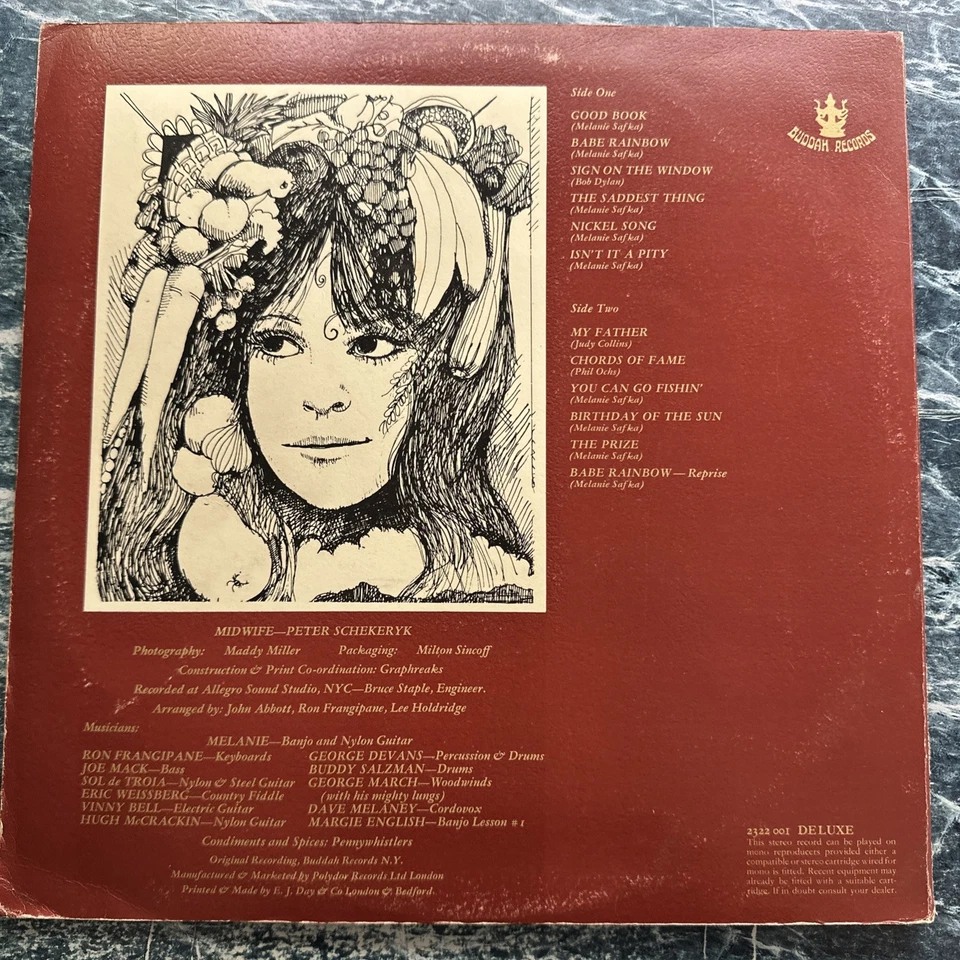 Side One
GOOD BOOK
(Melanie Safka)
BABE RAINBOW
(Melanie Safka)
SIGN ON THE WINDOW
(Bob Dylan)
THE SADDEST THING
(Melanie Safka)
NICKEL SONG
(Melanie Safka)
ISN'T IT A PITY
(Melanie Safka)
BUDDAH RECORDS
Side Two
MY FATHER
(Judy Collins)
CHORDS OF FAME
(Phil Ochs)
YOU CAN GO FISHIN'
(Melanie Safka)
BIRTHDAY OF THE SUN
(Melanie Safka)
THE PRIZE
(Melanie Safka)
BABE RAINBOW—Reprise
(Melanie Safka)
MIDWIFE—PETER SCHEKERYK
Photography: Maddy Miller Packaging: Milton Sincoff
Construction & Print Co-ordination: Graphreaks
Recorded at Allegro Sound Studio, NYC—Bruce Staple, Engineer.
Arranged by: John Abbott, Ron Frangipane, Lee Holdridge
Musicians:
MELANIE—Banjo and Nylon Guitar
RON FRANGIPANE—Keyboards
JOE MACK—Bass
SOL de TROIA—Nylon & Steel Guitar
ERIC WEISSBERG—Country Fiddle
VINNY BELL—Electric Guitar
HUGH McCRACKIN—Nylon Guitar
GEORGE DEVANS—Percussion & Drums
BUDDY SALZMAN—Drums
GEORGE MARCH—Woodwinds
(with his mighty lungs)
DAVE MELANEY—Cordovox
MARGIE ENGLISH—Banjo Lesson #1
Condiments and Spices: Pennywhistlers
Original Recording, Buddah Records N.Y.
Manufactured & Marketed by Polydor Records Ltd London
Printed & Made by E. J. Day & Co London & Bedford.
2322 001 DELUXE
This stereo record can be played on
mono reproducers provided either a
compatible or stereo cartridge wired for
mono is fitted. Recent equipment may
already be fitted with a suitable cart-
ridge. If in doubt consult your dealer.